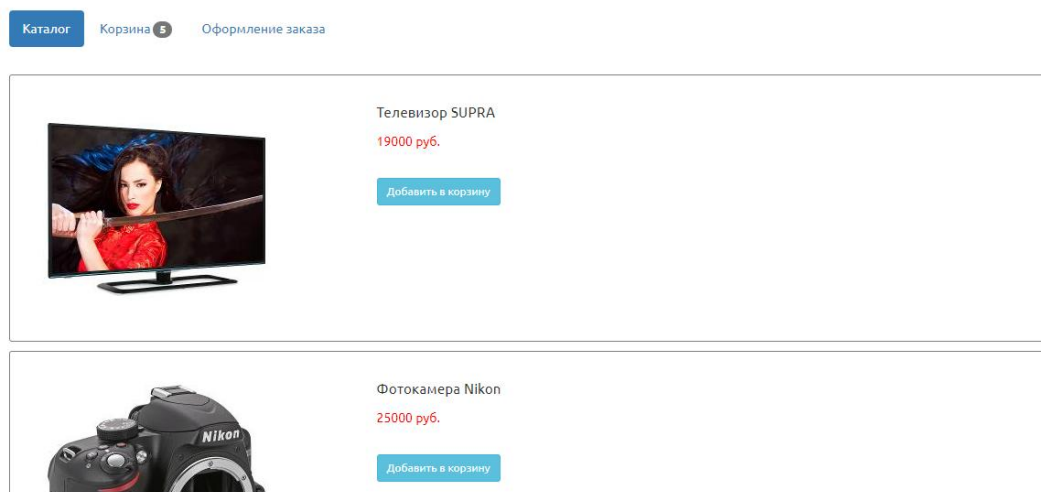 Каталог Корзина 5 Оформление заказа
Телевизор SUPRA
19000 руб.
Добавить в корзину
Фотокамера Nikon
25000 руб.
Nikon
Добавить в корзину